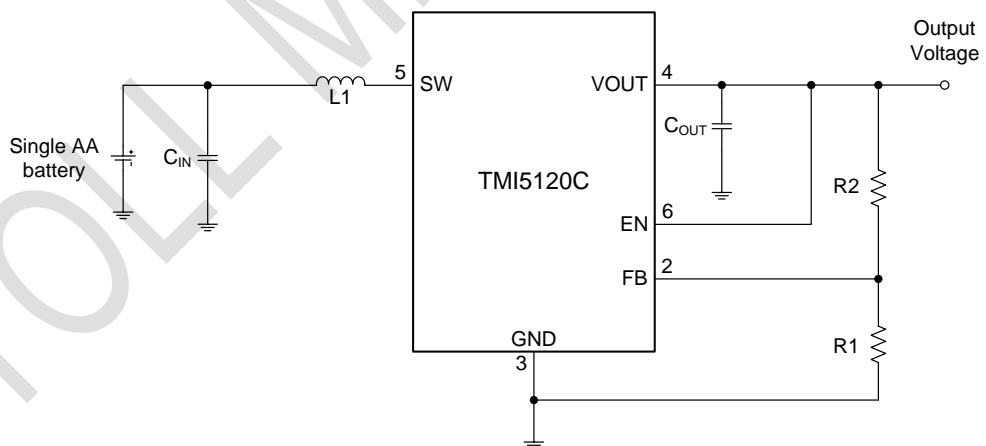 Output
Voltage
5
SW
VOUT
4
L1
Single AA
battery
CIN
COUT
TMI5120C
R2
EN
6
FB
2
GND
3
R1
TOLL M